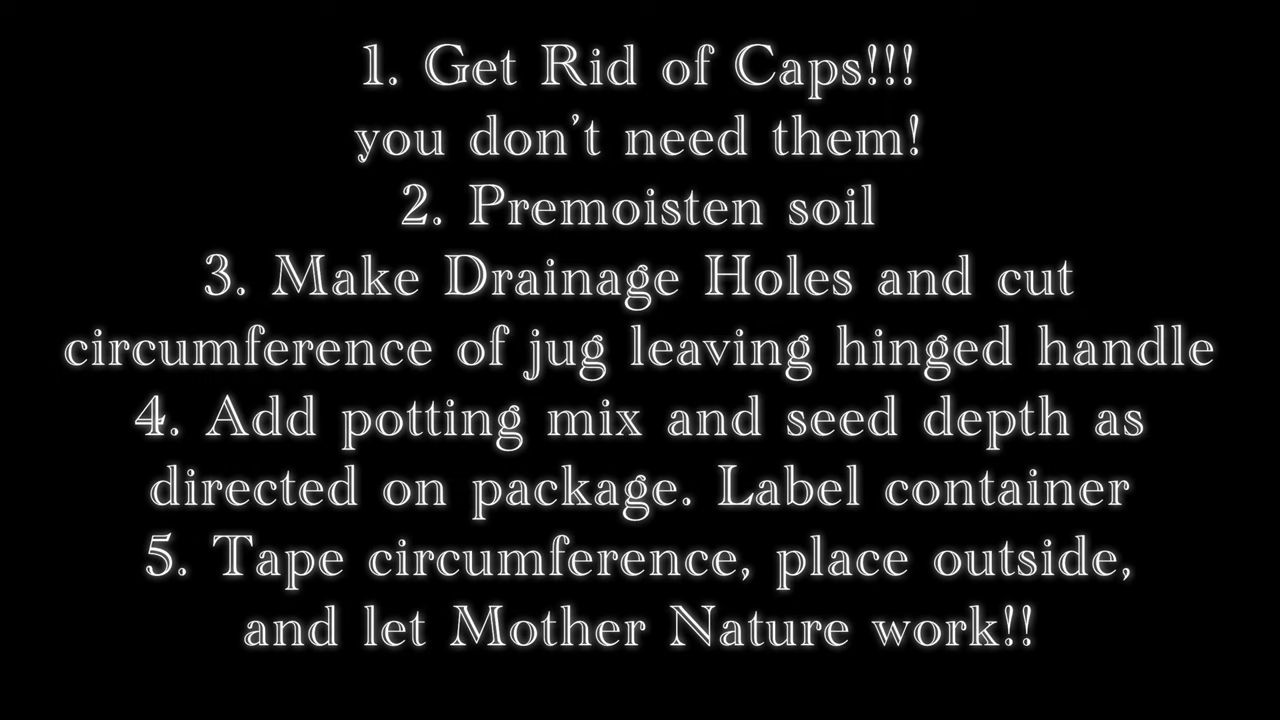 1. Get Rid of Caps!!!
you don't need them!
2. Premoisten soil
3. Make Drainage Holes and cut
circumference of jug leaving hinged handle
4. Add potting mix and seed depth as
directed on package. Label container
5. Tape circumference, place outside,
and let Mother Nature work!!